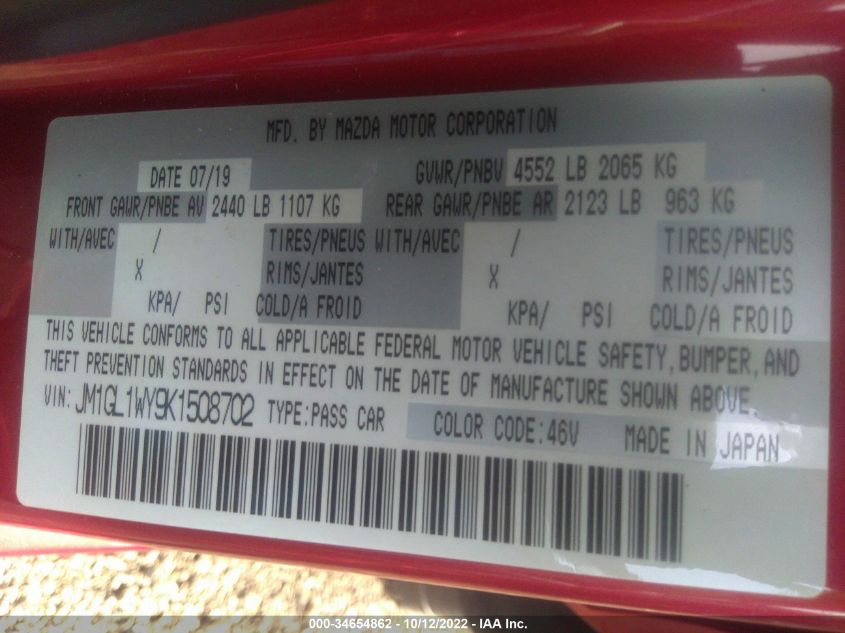 MFD. BY MAZDA MOTOR CORPORATION
DATE 07/19 GVWR/PNBV 4552 LB 2065 KG
FRONT GAWR/PNBE AV 2440 LB 1107 KG REAR GAWR/PNBE AR 2123 LB 963 KG
WITH/AVEC / TIRES/PNEUS WITH/AVEC / TIRES/PNEUS
X RIMS/JANTES X RIMS/JANTES
KPA/ PSI COLD/A FROID KPA/ PSI COLD/A FROID
THIS VEHICLE CONFORMS TO ALL APPLICABLE FEDERAL MOTOR VEHICLE SAFETY, BUMPER, AND
THEFT PREVENTION STANDARDS IN EFFECT ON THE DATE OF MANUFACTURE SHOWN ABOVE.
VIN: JM1GL1WY9K1508702 TYPE:PASS CAR COLOR CODE:46V MADE IN JAPAN
000-34654862 - 10/12/2022 - IAA Inc.